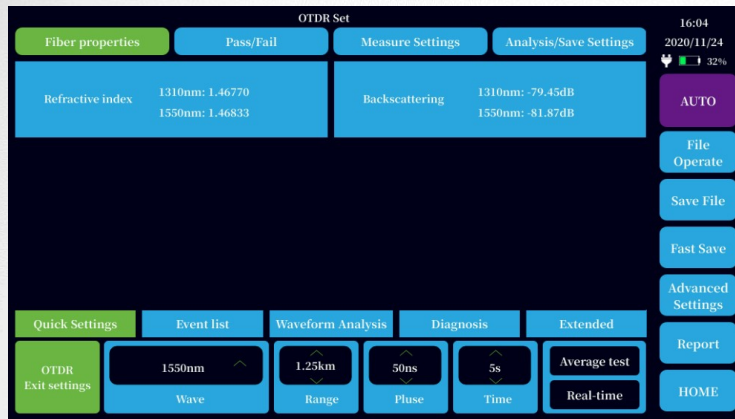 OTDR Set
16:04
2020/11/24
32%
Fiber properties
Pass/Fail
Measure Settings
Analysis/Save Settings
Refractive index
1310nm: 1.46770
1550nm: 1.46833
Backscattering
1310nm: -79.45dB
1550nm: -81.87dB
AUTO
File
Operate
Save File
Fast Save
Advanced
Settings
Report
HOME
Quick Settings
Event list
Waveform Analysis
Diagnosis
Extended
OTDR
Exit settings
1550nm
Wave
1.25km
Range
50ns
Pluse
5s
Time
Average test
Real-time